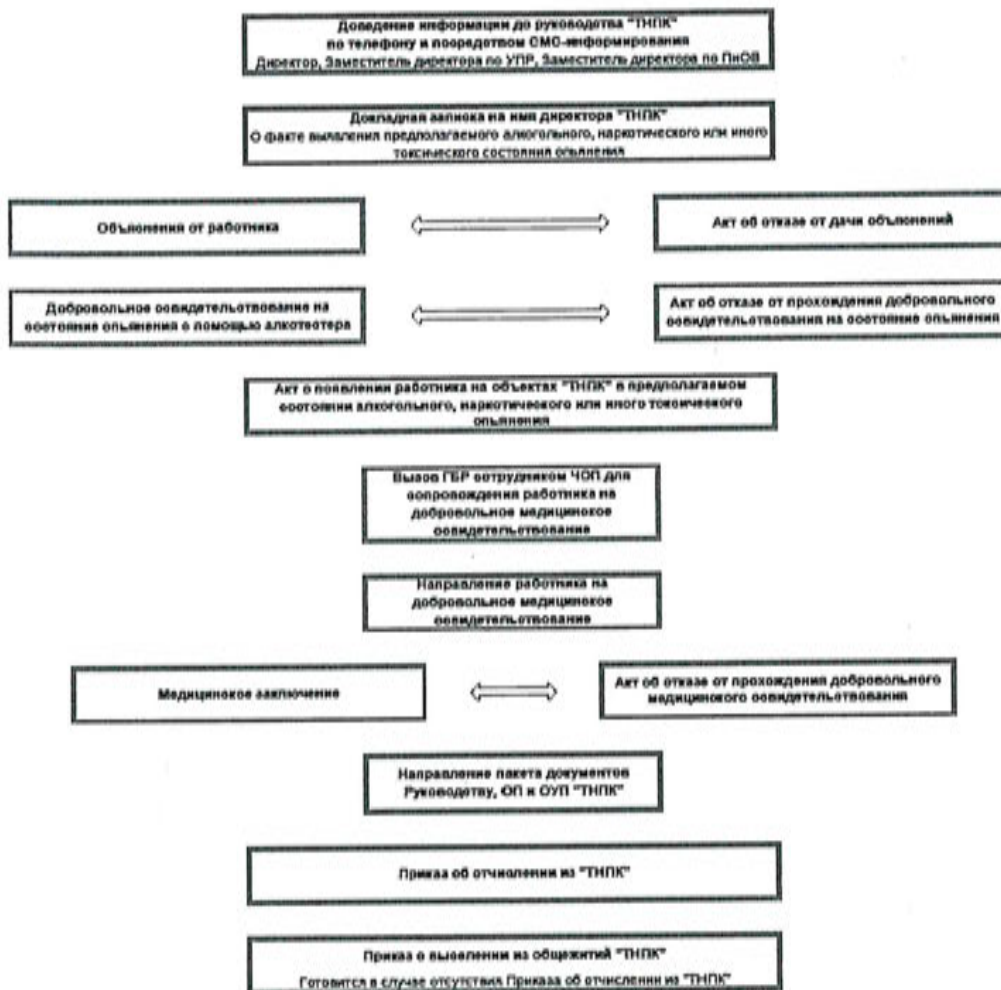 Доведение информации до руководства "ТНПК"
по телефону и посредством СМС-информирования
Директор, Заместитель директора по УПР, Заместитель директора по ПиОВ
Докладная записка на имя директора "ТНПК"
О факте выявления предполагаемого алкогольного, наркотического или иного
токсического состояния опьянения
Объяснения от работника
Акт об отказе от дачи объяснений
Добровольное освидетельствование на
состояние опьянения с помощью алкотестера
Акт об отказе от прохождения добровольного
освидетельствования на состояние опьянения
Акт о появлении работника на объектах "ТНПК" в предполагаемом
состоянии алкогольного, наркотического или иного токсического
опьянения
Вызов ГБР сотрудником ЧОП для
сопровождения работника на
добровольное медицинское
освидетельствование
Направление работника на
добровольное медицинское
освидетельствование
Медицинское заключение
Акт об отказе от прохождения добровольного
медицинского освидетельствования
Направление пакета документов
Руководству, ОП и ОУП "ТНПК"
Приказ об отчислении из "ТНПК"
Приказ о выселении из общежитий "ТНПК"
Готовится в случае отсутствия Приказа об отчислении из "ТНПК"